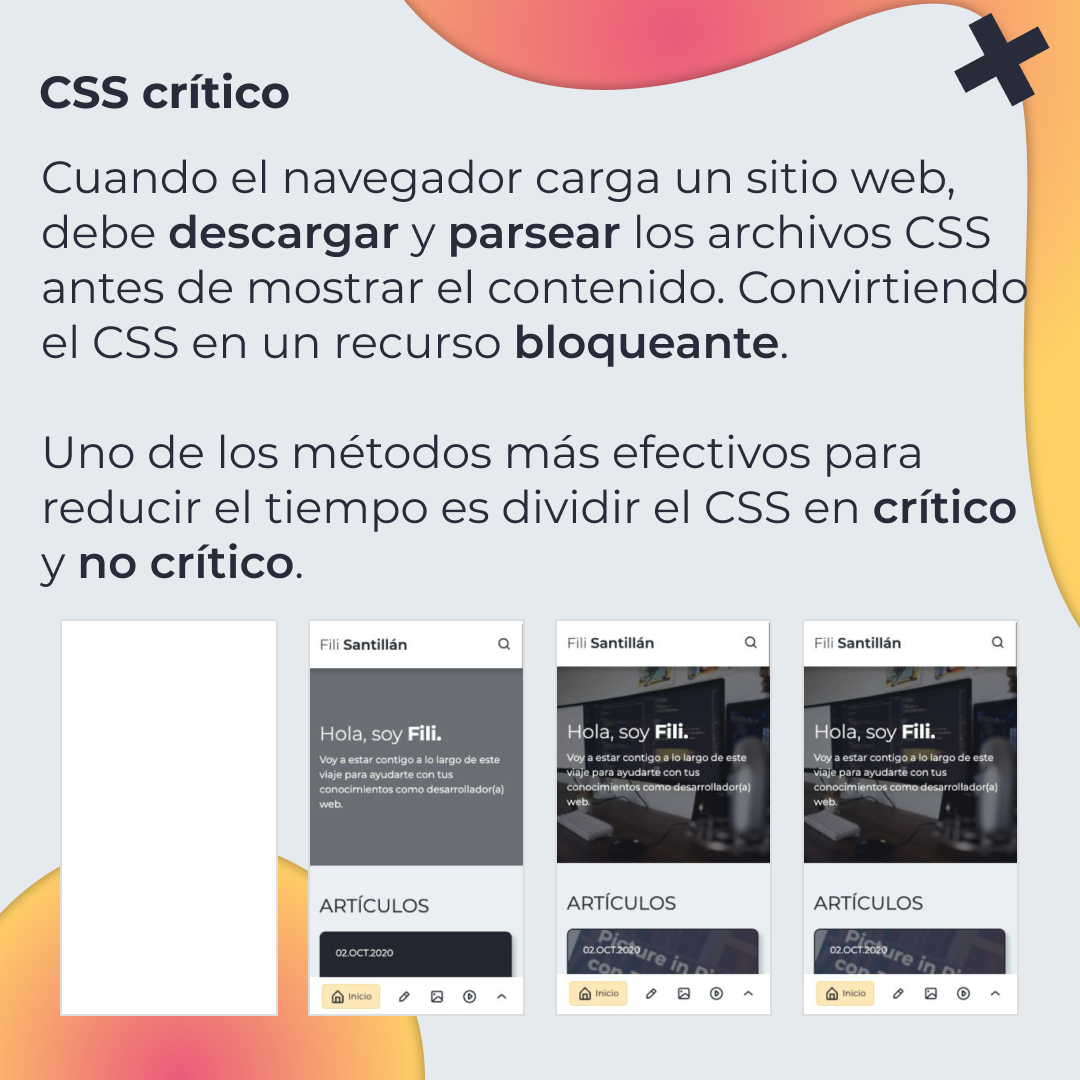 CSS crítico
Cuando el navegador carga un sitio web,
debe descargar y parsear los archivos CSS
antes de mostrar el contenido. Convirtiendo
el CSS en un recurso bloqueante.
Uno de los métodos más efectivos para
reducir el tiempo es dividir el CSS en crítico
y no crítico.
Fili Santillán
Hola, soy Fili.
Voy a estar contigo a lo largo de este
viaje para ayudarte con tus
conocimientos como desarrollador(a)
web.
ARTÍCULOS
02.OCT.2020
Inicio
Fili Santillán
Hola, soy Fili.
Voy a estar contigo a lo largo de este
viaje para ayudarte con tus
conocimientos como desarrollador(a)
web.
ARTÍCULOS
Picture in Pi
02.OCT.2020
con
Inicio
Fili Santillán
Hola, soy Fili.
Voy a estar contigo a lo largo de este
viaje para ayudarte con tus
conocimientos como desarrollador(a)
web.
ARTÍCULOS
Picture in Pi
02.OCT.2020
con
Inicio